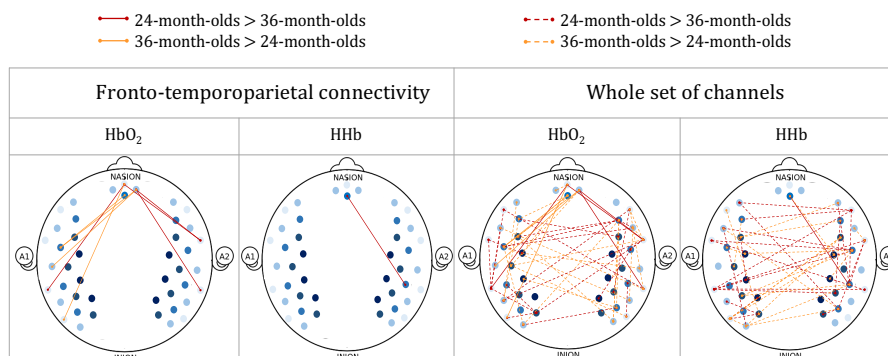 24-month-olds > 36-month-olds
36-month-olds > 24-month-olds
24-month-olds > 36-month-olds
36-month-olds > 24-month-olds
Fronto-temporoparietal connectivity
Whole set of channels
HbO₂
HHb
HbO₂
HHb
NASION
NASION
NASION
NASION
A1
A2
A1
A2
A1
A2
A1
A
INION
INION
INION
INION